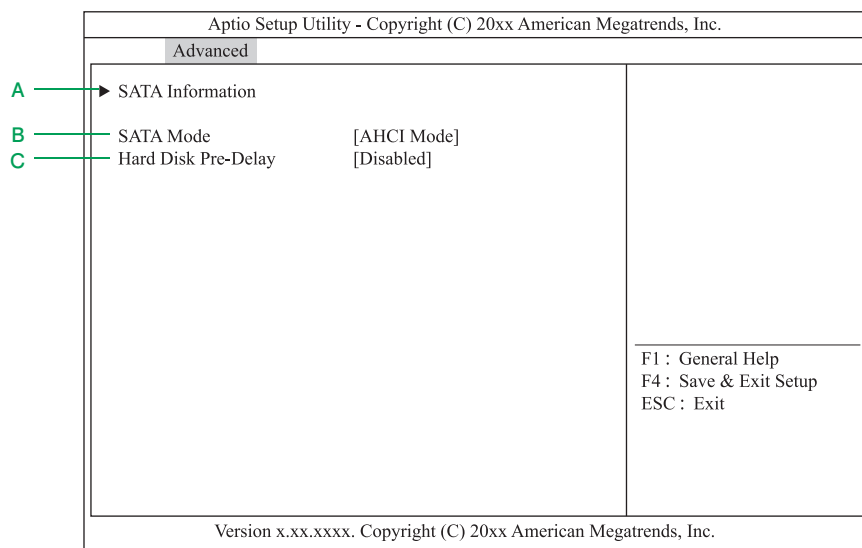 Aptio Setup Utility - Copyright (C) 20xx American Megatrends, Inc.
Advanced
A ▶ SATA Information
B SATA Mode [AHCI Mode]
C Hard Disk Pre-Delay [Disabled]
F1 : General Help
F4 : Save & Exit Setup
ESC : Exit
Version x.xx.xxxx. Copyright (C) 20xx American Megatrends, Inc.